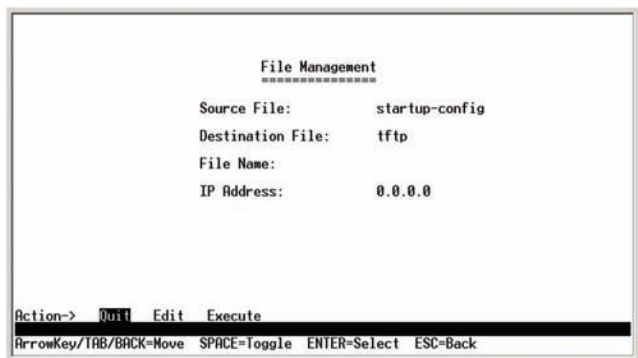 File Management
===============
Source File: startup-config
Destination File: tftp
File Name:
IP Address: 0.0.0.0
Action-> Quit Edit Execute
ArrowKey/TAB/BACK=Move SPACE=Toggle ENTER=Select ESC=Back